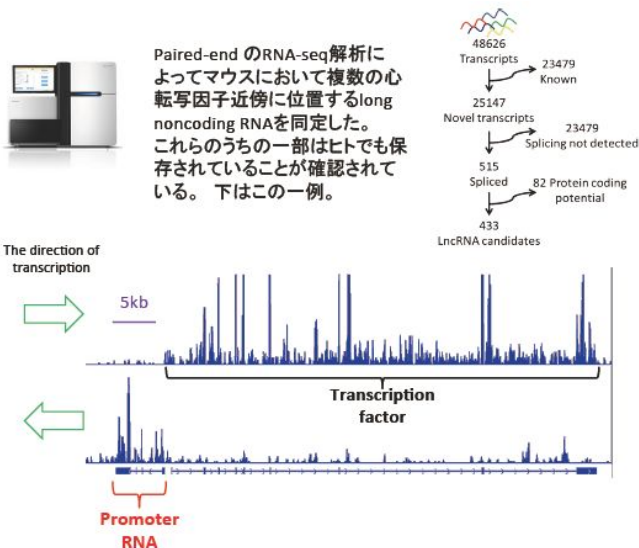 Paired-end のRNA-seq解析に
よってマウスにおいて複数の心
転写因子近傍に位置するlong
noncoding RNAを同定した。
これらのうちの一部はヒトでも保
存されていることが確認されて
いる。 下はこの一例。
48626
Transcripts
23479
Known
25147
Novel transcripts
23479
Splicing not detected
515
Spliced
82 Protein coding
potential
433
LncRNA candidates
The direction of
transcription
5kb
Transcription
factor
Promoter
RNA